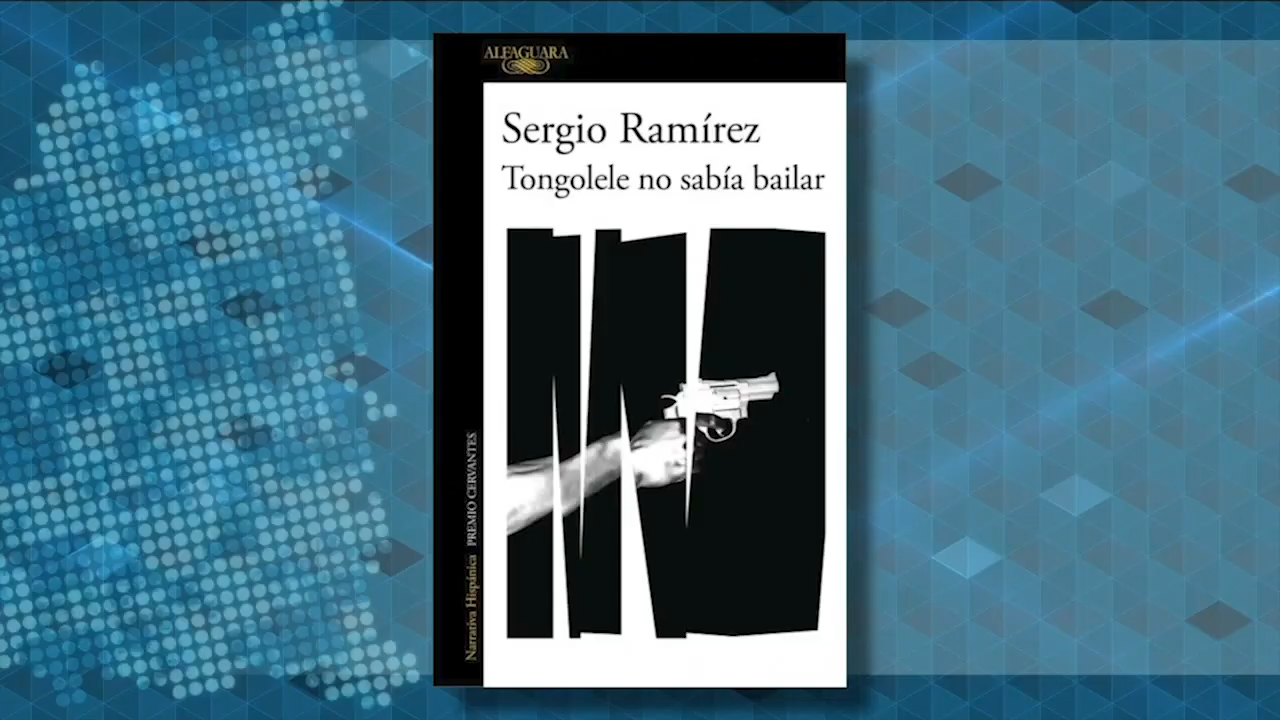 ALFAGUARA
Sergio Ramírez
Tongolele no sabía bailar
Narrativa Hispánica PREMIO CERVANTES